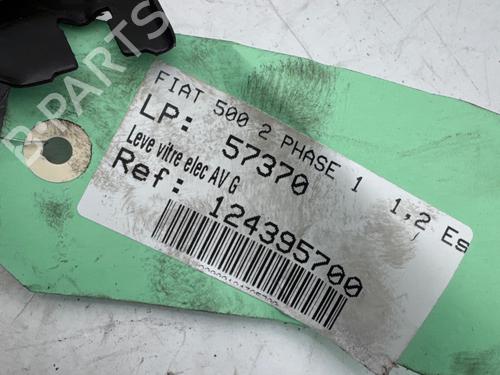 B-PARTS
FIAT 500 2 PHASE 1 1,2 Es
LP: 57370
Leve vitre elec AV G
Ref: 124395700